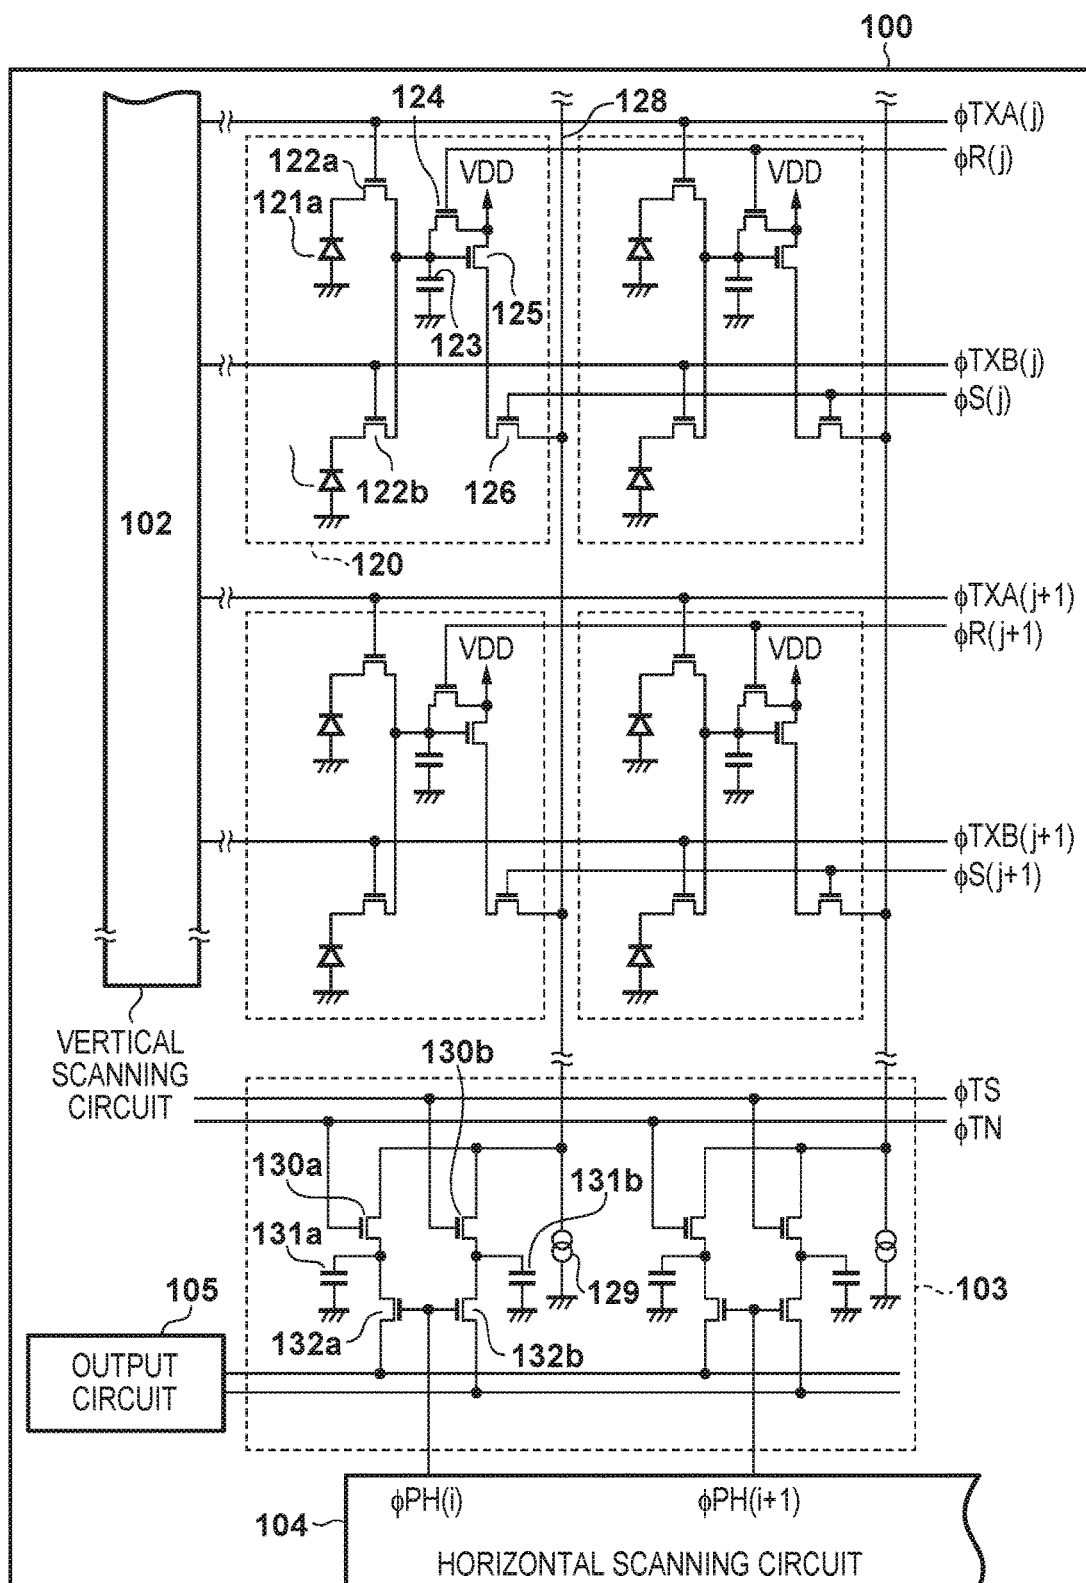 100
124
128
ϕTXA(j)
122a
ϕR(j)
VDD
VDD
121a
125
123
ϕTXB(j)
ϕS(j)
122b
126
102
120
ϕTXA(j+1)
ϕR(j+1)
VDD
VDD
ϕTXB(j+1)
ϕS(j+1)
VERTICAL
SCANNING
CIRCUIT
130b
ϕTS
ϕTN
130a
131b
131a
129
103
105
132a
132b
OUTPUT
CIRCUIT
ϕPH(i)
ϕPH(i+1)
104
HORIZONTAL SCANNING CIRCUIT